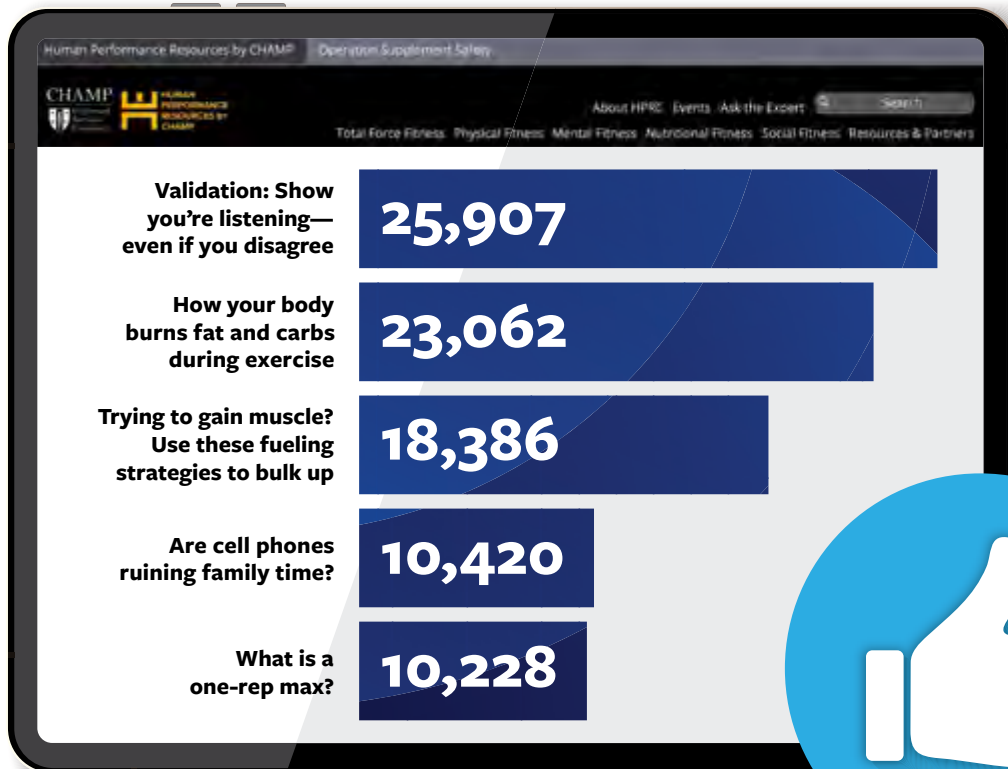 Human Performance Resources by CHAMP Operation Supplement Safety
CHAMP
HUMAN
PERFORMANCE
RESOURCES BY
CHAMP
About HPRC Events Ask the Expert Search
Total Force Fitness Physical Fitness Mental Fitness Nutritional Fitness Social Fitness Resources & Partners
Validation: Show
you’re listening—
even if you disagree
25,907
How your body
burns fat and carbs
during exercise
23,062
Trying to gain muscle?
Use these fueling
strategies to bulk up
18,386
Are cell phones
ruining family time?
10,420
What is a
one-rep max?
10,228